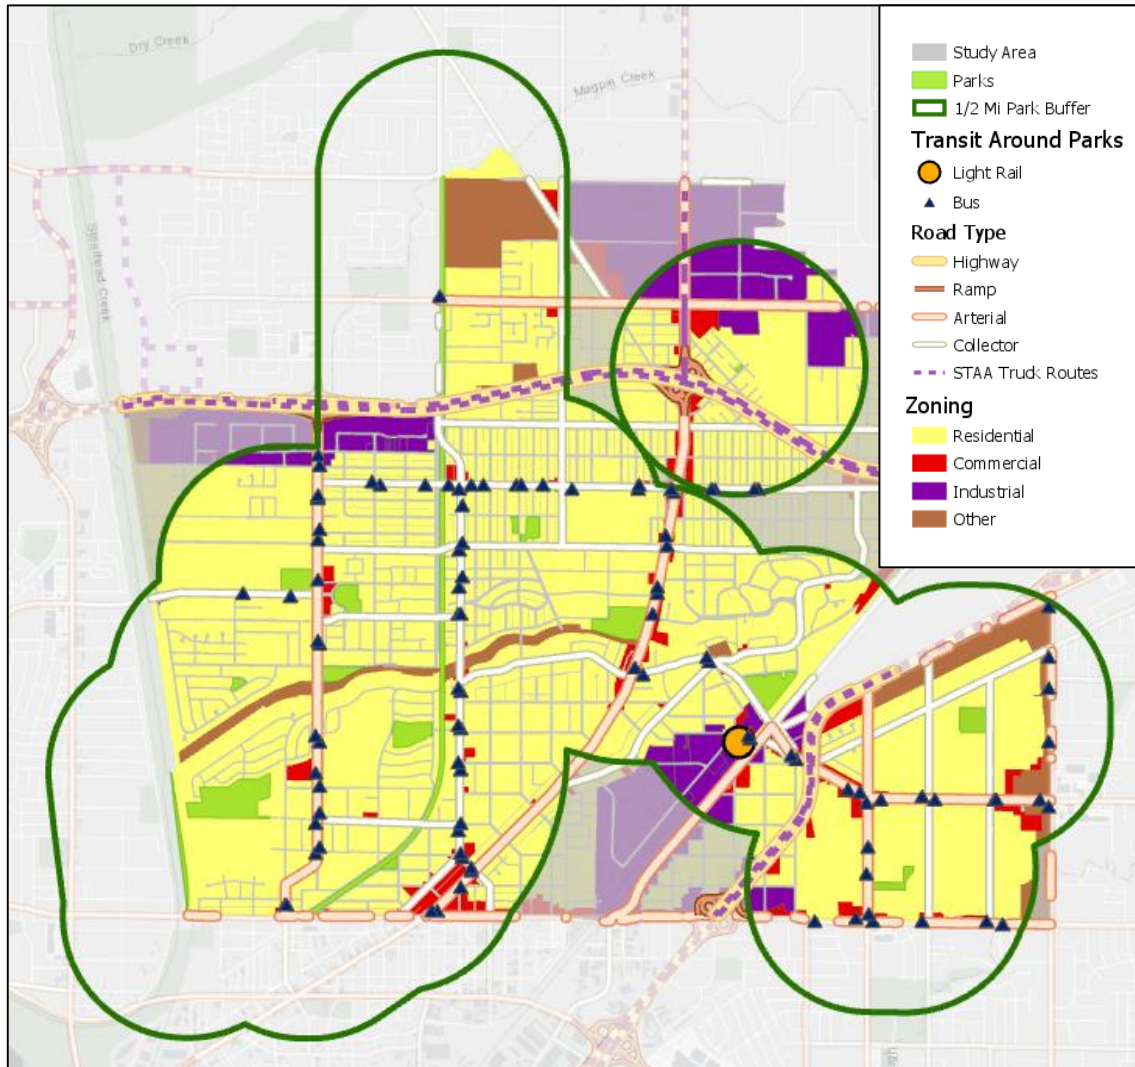 Dry Creek
Magpie Creek
Steelhead Creek
Study Area
Parks
1/2 Mi Park Buffer
Transit Around Parks
Light Rail
Bus
Road Type
Highway
Ramp
Arterial
Collector
STAA Truck Routes
Zoning
Residential
Commercial
Industrial
Other